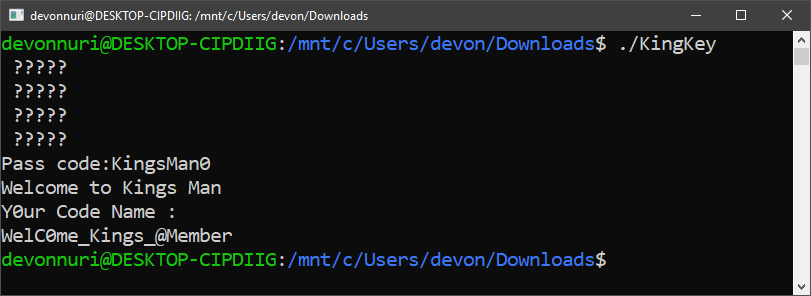 devonnuri@DESKTOP-CIPDIIG: /mnt/c/Users/devon/Downloads
devonnuri@DESKTOP-CIPDIIG:/mnt/c/Users/devon/Downloads$ ./KingKey
?????
?????
?????
?????
Pass code:KingsMan0
Welcome to Kings Man
Y0ur Code Name :
WelC0me_Kings_@Member
devonnuri@DESKTOP-CIPDIIG:/mnt/c/Users/devon/Downloads$